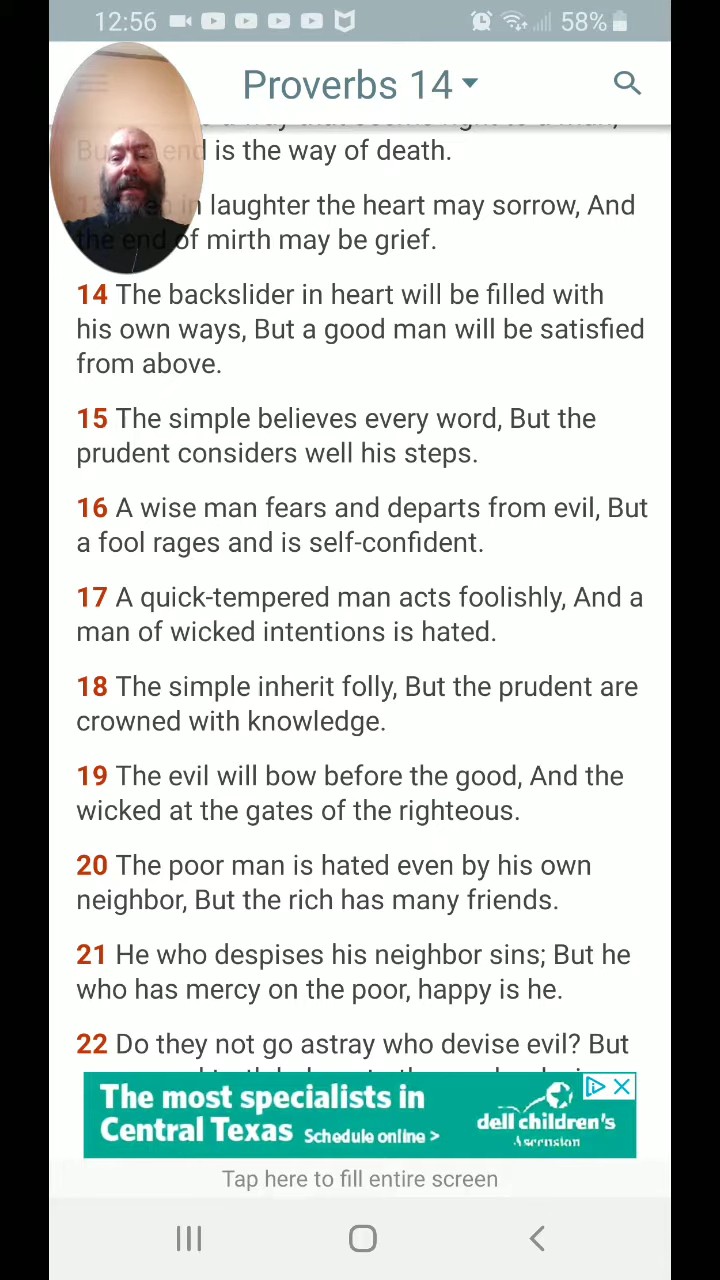 12:56 58%
Proverbs 14
is the way of death.
in laughter the heart may sorrow, And
the end of mirth may be grief.
14 The backslider in heart will be filled with
his own ways, But a good man will be satisfied
from above.
15 The simple believes every word, But the
prudent considers well his steps.
16 A wise man fears and departs from evil, But
a fool rages and is self-confident.
17 A quick-tempered man acts foolishly, And a
man of wicked intentions is hated.
18 The simple inherit folly, But the prudent are
crowned with knowledge.
19 The evil will bow before the good, And the
wicked at the gates of the righteous.
20 The poor man is hated even by his own
neighbor, But the rich has many friends.
21 He who despises his neighbor sins; But he
who has mercy on the poor, happy is he.
22 Do they not go astray who devise evil? But
The most specialists in
Central Texas Schedule online >
dell children's
Ascension
Tap here to fill entire screen